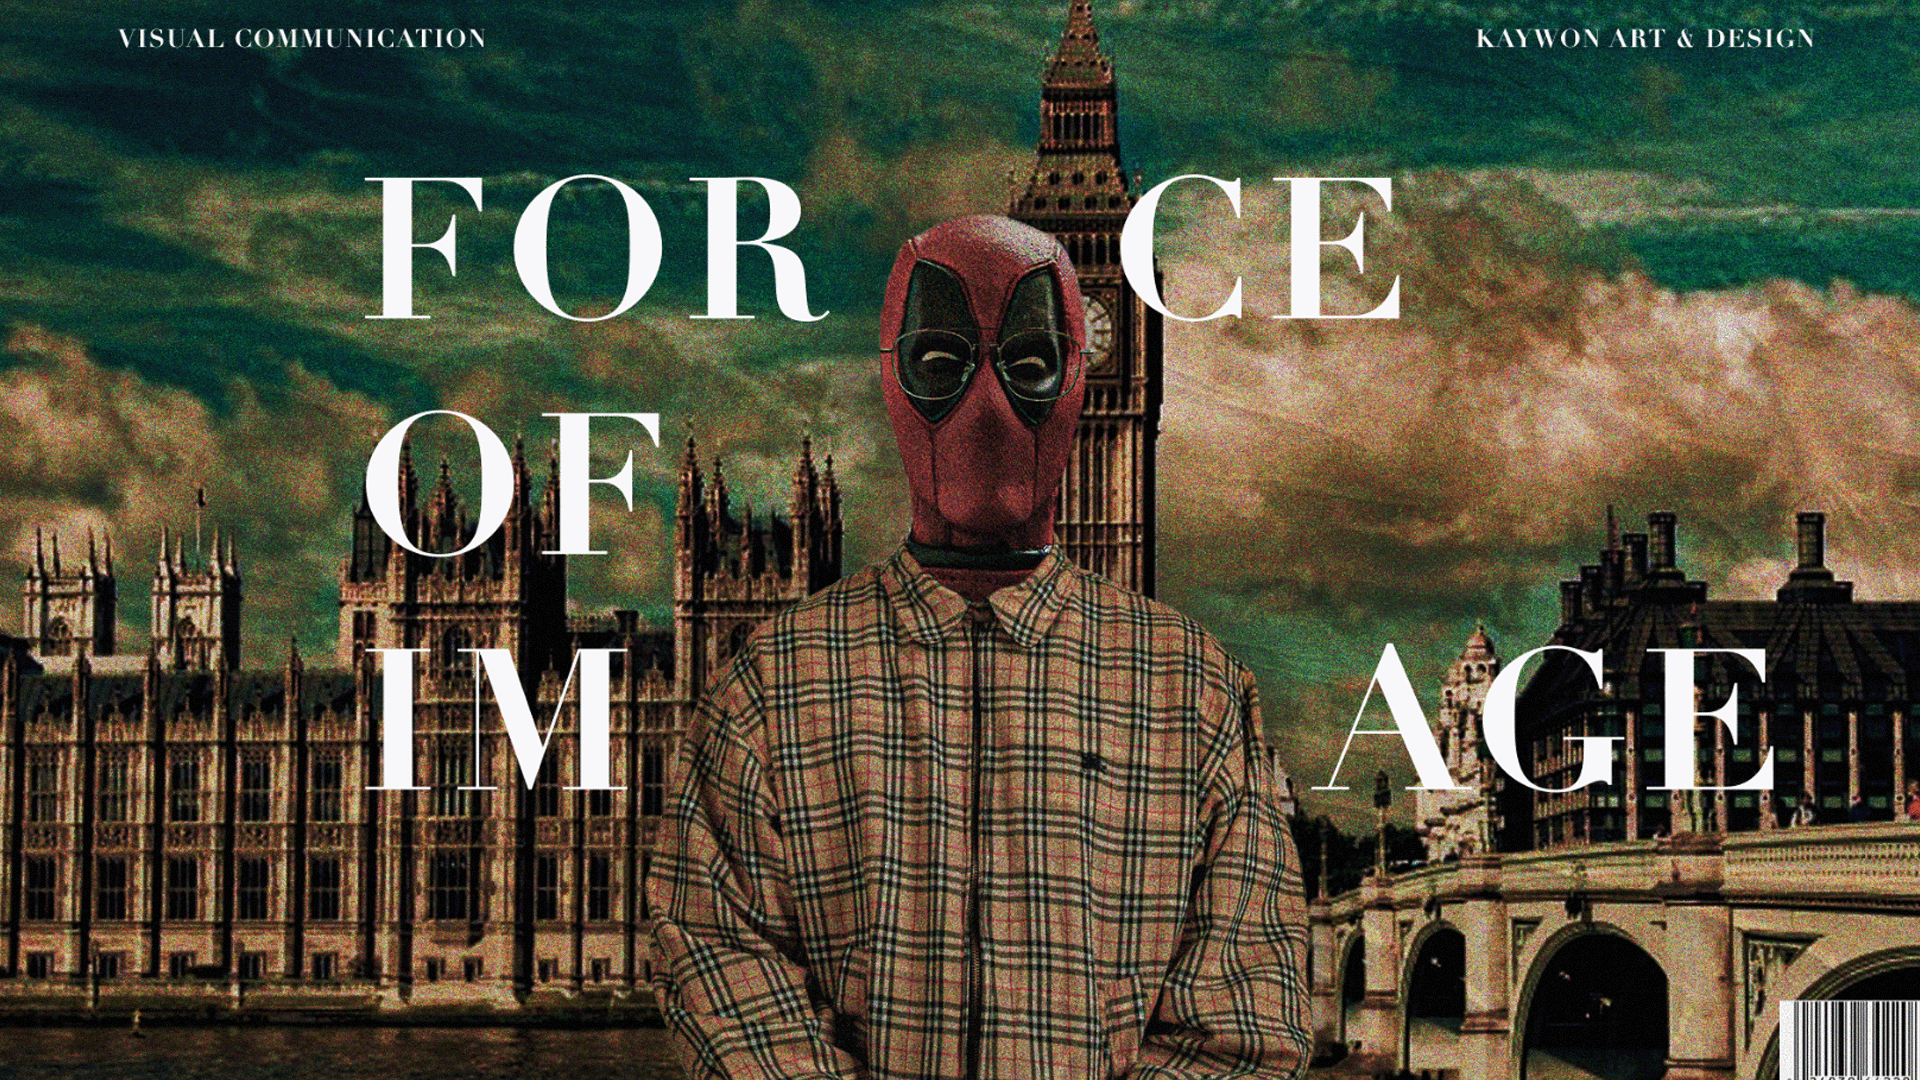 VISUAL COMMUNICATION
KAYWON ART & DESIGN
FORCE
OF
IMAGE